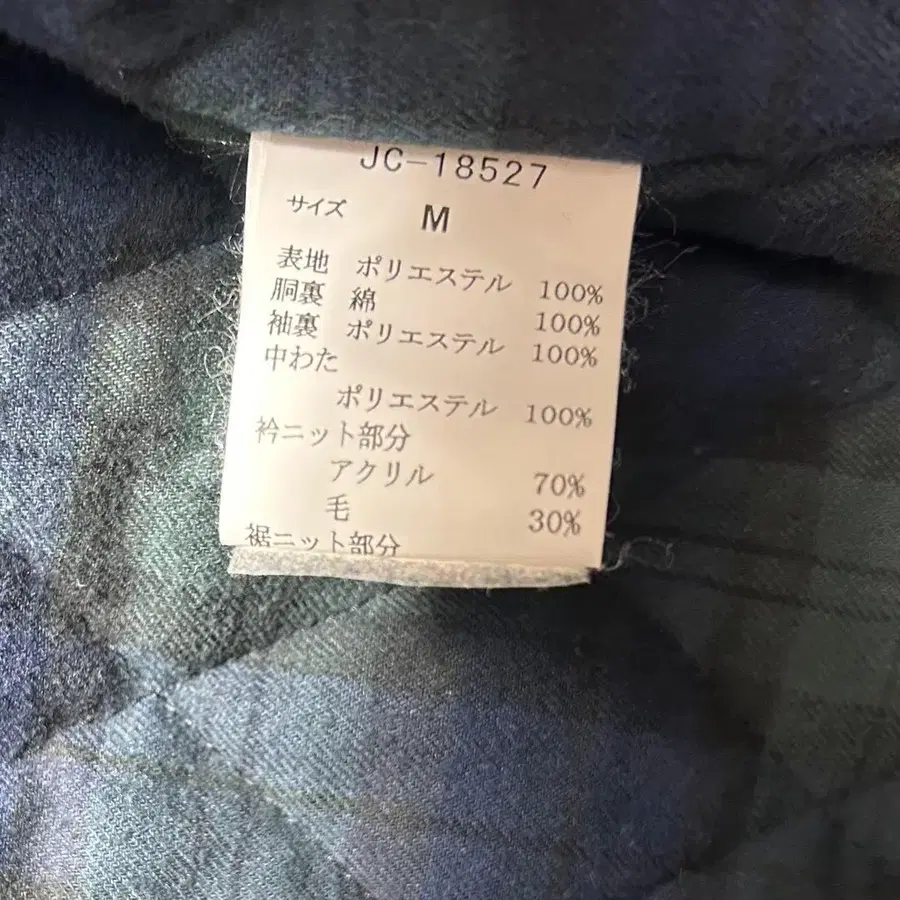 JC-18527
サイズ M
表地 ポリエステル 100%
胴裏 綿 100%
袖裏 ポリエステル 100%
中わた
ポリエステル 100%
衿ニット部分
アクリル 70%
毛 30%
裾ニット部分